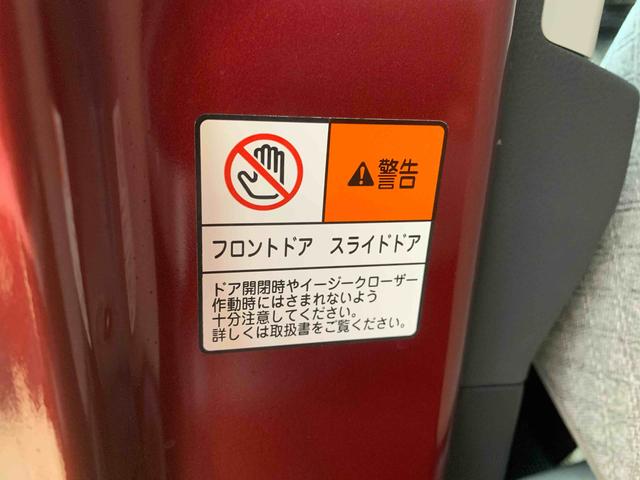 警告
フロントドア　スライドドア
ドア開閉時やイージークローザー
作動時にはさまれないよう
十分注意してください。
詳しくは取扱書をご覧ください。